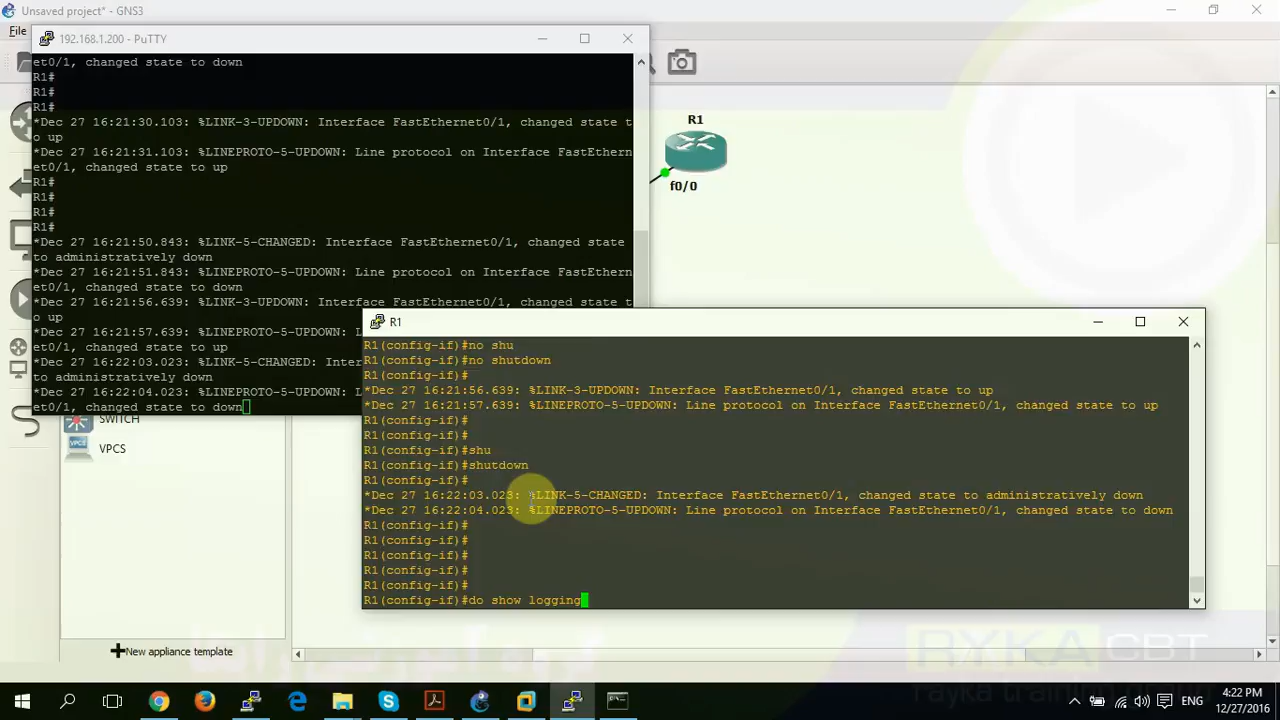 Unsaved project* - GNS3
File
192.168.1.200 - PuTTY
et0/1, changed state to down
R1#
R1#
R1#
*Dec 27 16:21:30.103: %LINK-3-UPDOWN: Interface FastEthernet0/1, changed state t
o up
*Dec 27 16:21:31.103: %LINEPROTO-5-UPDOWN: Line protocol on Interface FastEthern
et0/1, changed state to up
R1#
R1#
R1#
R1#
*Dec 27 16:21:50.843: %LINK-5-CHANGED: Interface FastEthernet0/1, changed state
to administratively down
*Dec 27 16:21:51.843: %LINEPROTO-5-UPDOWN: Line protocol on Interface FastEthern
et0/1, changed state to down
*Dec 27 16:21:56.639: %LINK-3-UPDOWN: Interface FastEthernet0/1, changed state t
o up
*Dec 27 16:21:57.639: %LINEPROTO-5-UPDOWN: L
et0/1, changed state to up
*Dec 27 16:22:03.023: %LINK-5-CHANGED: Inter
to administratively down
*Dec 27 16:22:04.023: %LINEPROTO-5-UPDOWN: L
et0/1, changed state to down
R1
f0/0
R1
R1(config-if)#no shu
R1(config-if)#no shutdown
R1(config-if)#
*Dec 27 16:21:56.639: %LINK-3-UPDOWN: Interface FastEthernet0/1, changed state to up
*Dec 27 16:21:57.639: %LINEPROTO-5-UPDOWN: Line protocol on Interface FastEthernet0/1, changed state to up
R1(config-if)#
R1(config-if)#
R1(config-if)#shu
R1(config-if)#shutdown
R1(config-if)#
*Dec 27 16:22:03.023: %LINK-5-CHANGED: Interface FastEthernet0/1, changed state to administratively down
*Dec 27 16:22:04.023: %LINEPROTO-5-UPDOWN: Line protocol on Interface FastEthernet0/1, changed state to down
R1(config-if)#
R1(config-if)#
R1(config-if)#
R1(config-if)#
R1(config-if)#
R1(config-if)#do show logging
SWITCH
VPCS
VPCS
New appliance template
RYKA CBT
ENG
4:22 PM
12/27/2016